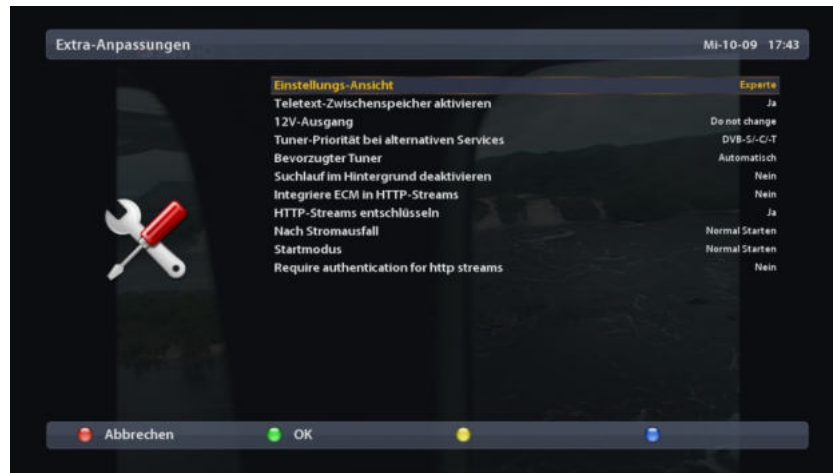 Extra-Anpassungen Mi-10-09 17:43
Einstellungs-Ansicht Experte
Teletext-Zwischenspeicher aktivieren Ja
12V-Ausgang Do not change
Tuner-Priorität bei alternativen Services DVB-S/-C/-T
Bevorzugter Tuner Automatisch
Suchlauf im Hintergrund deaktivieren Nein
Integriere ECM in HTTP-Streams Nein
HTTP-Streams entschlüsseln Ja
Nach Stromausfall Normal Starten
Startmodus Normal Starten
Require authentication for http streams Nein
Abbrechen OK